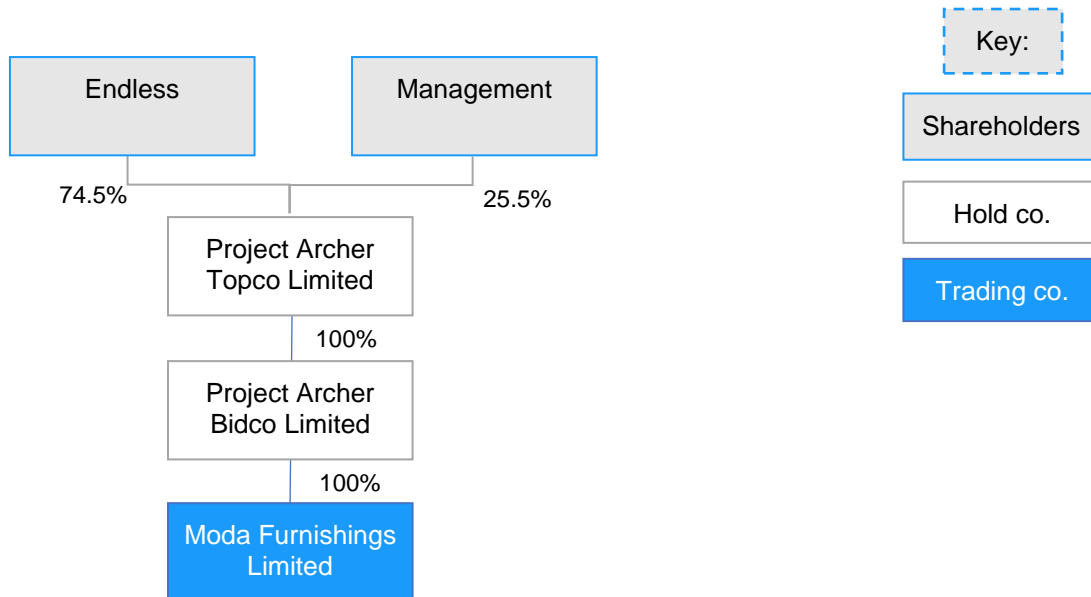 Key:
Endless
Management
Shareholders
74.5%
25.5%
Hold co.
Project Archer
Topco Limited
Trading co.
100%
Project Archer
Bidco Limited
100%
Moda Furnishings
Limited